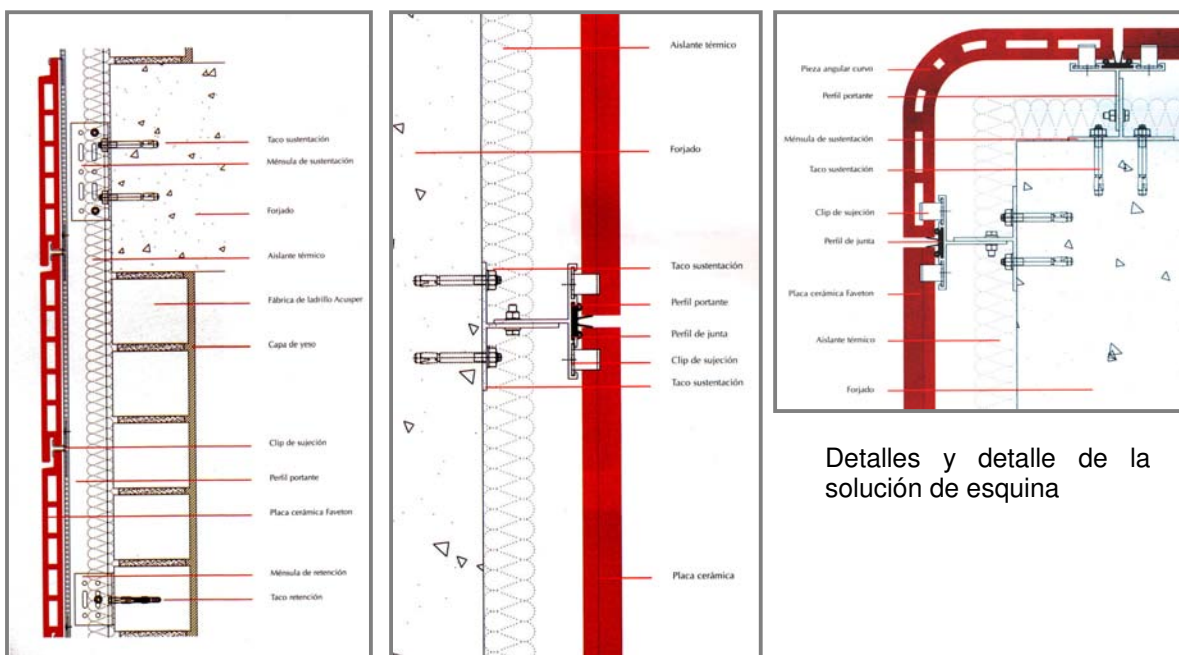 Taco sustentación
Ménsula de sustentación
Forjado
Aislante térmico
Fábrica de ladrillo Acusper
Capa de yeso
Clip de sujeción
Perfil portante
Placa cerámica Faveton
Ménsula de retención
Taco retención
Aislante térmico
Forjado
Taco sustentación
Perfil portante
Perfil de junta
Clip de sujeción
Taco sustentación
Placa cerámica
Pieza angular curvo
Perfil portante
Ménsula de sustentación
Taco sustentación
Clip de sujeción
Perfil de junta
Placa cerámica Faveton
Aislante térmico
Forjado
Detalles y detalle de la
solución de esquina